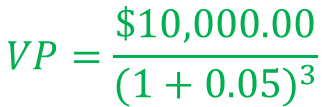 VP = $10,000.00 / (1 + 0.05)³